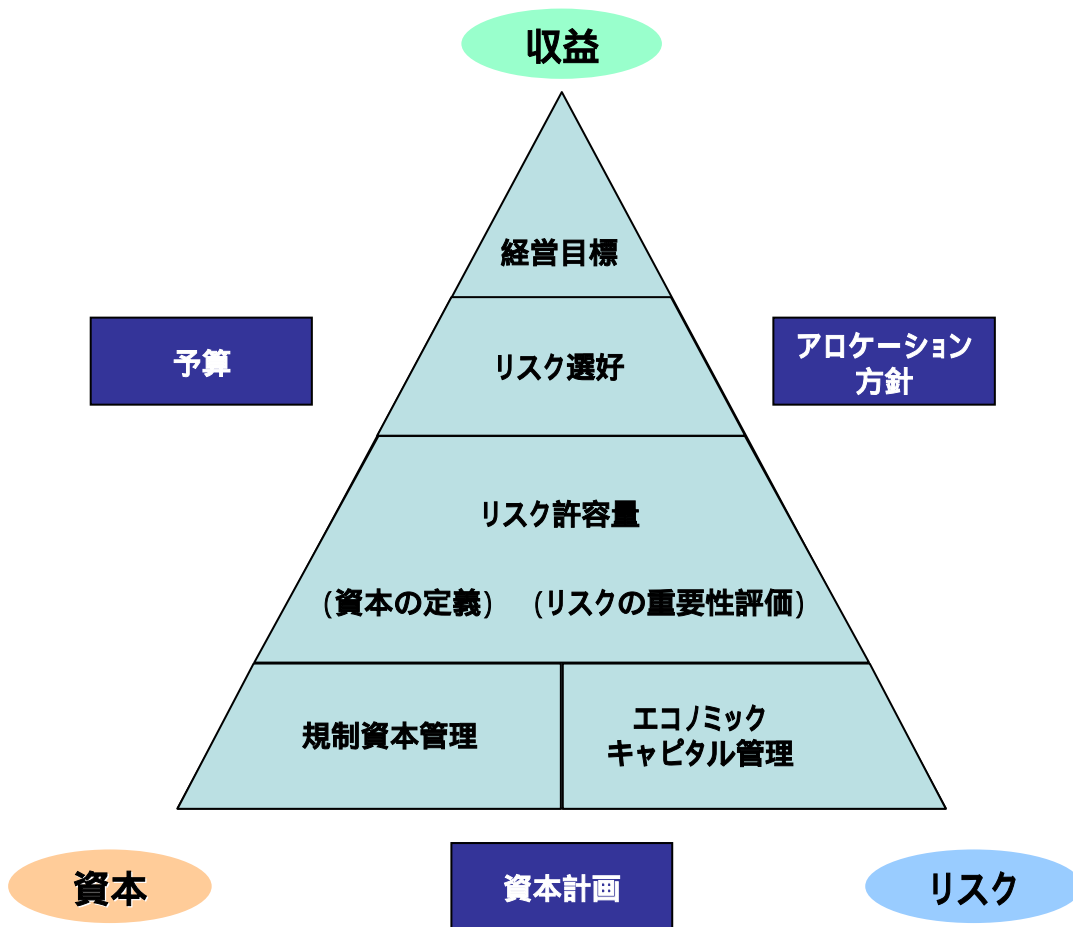 収益
経営目標
予算
リスク選好
アロケーション
方針
リスク許容量
(資本の定義) (リスクの重要性評価)
規制資本管理
エコノミック
キャピタル管理
資本
資本計画
リスク